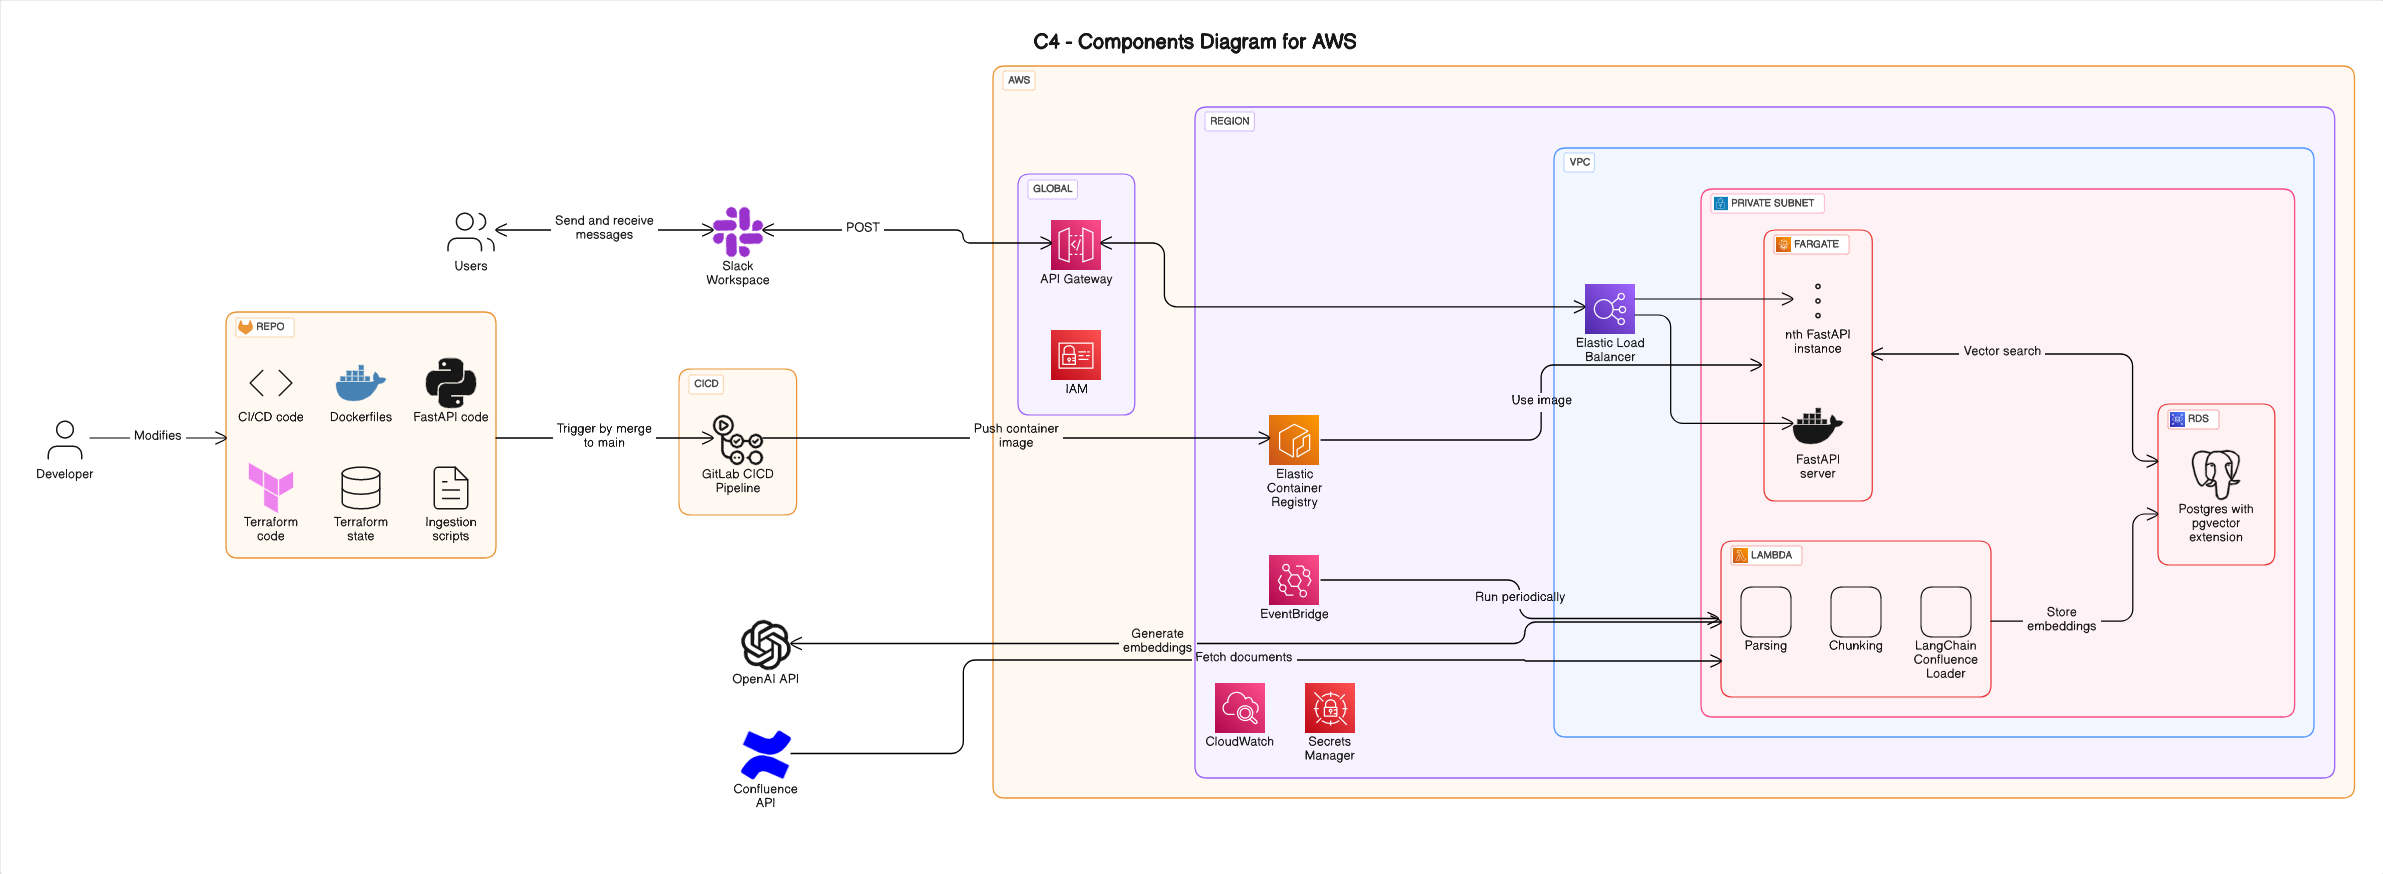 C4 - Components Diagram for AWS
AWS
REGION
VPC
GLOBAL
PRIVATE SUBNET
FARGATE
Send and receive
messages
POST
Users
Slack
Workspace
API Gateway
IAM
Elastic Load
Balancer
nth FastAPI
instance
Vector search
FastAPI
server
REPO
CI/CD code
Dockerfiles
FastAPI code
Terraform
code
Terraform
state
Ingestion
scripts
Developer
Modifies
Trigger by merge
to main
CICD
GitLab CICD
Pipeline
Push container
image
Elastic
Container
Registry
Use image
RDS
Postgres with
pgvector
extension
EventBridge
Run periodically
LAMBDA
Parsing
Chunking
LangChain
Confluence
Loader
Store
embeddings
OpenAI API
Generate
embeddings
Fetch documents
CloudWatch
Secrets
Manager
Confluence
API